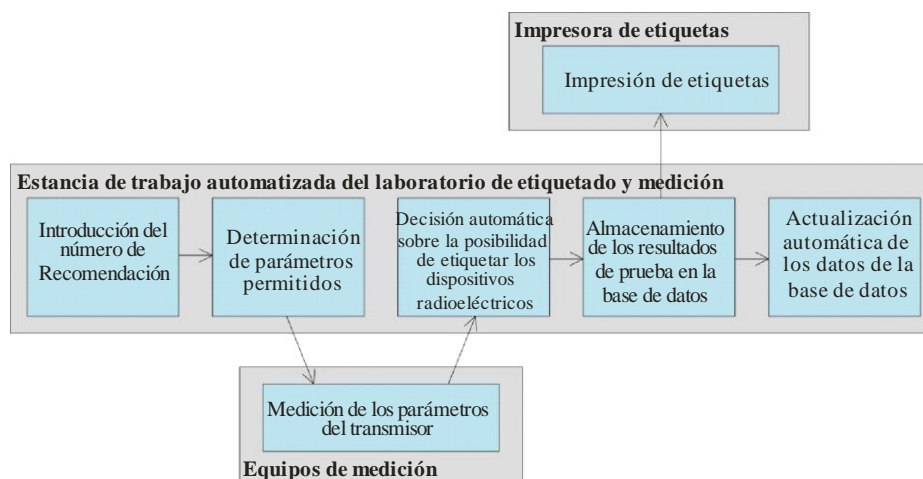 Impresora de etiquetas
Impresión de etiquetas
Estancia de trabajo automatizada del laboratorio de etiquetado y medición
Introducción del
número de
Recomendación
Determinación
de parámetros
permitidos
Decisión automática
sobre la posibilidad
de etiquetar los
dispositivos
radioeléctricos
Almacenamiento
de los resultados
de prueba en la
base de datos
Actualización
automática de
los datos de la
base de datos
Medición de los parámetros
del transmisor
Equipos de medición